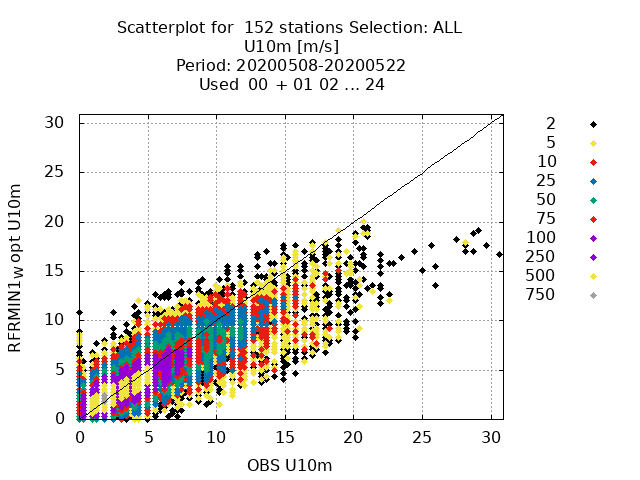 Scatterplot for  152 stations Selection: ALL
U10m [m/s]
Period: 20200508-20200522
Used  00 + 01 02 ... 24
RFRMIN1w opt U10m
30
25
20
15
10
5
0
0 5 10 15 20 25 30
OBS U10m
2
5
10
25
50
75
100
250
500
750